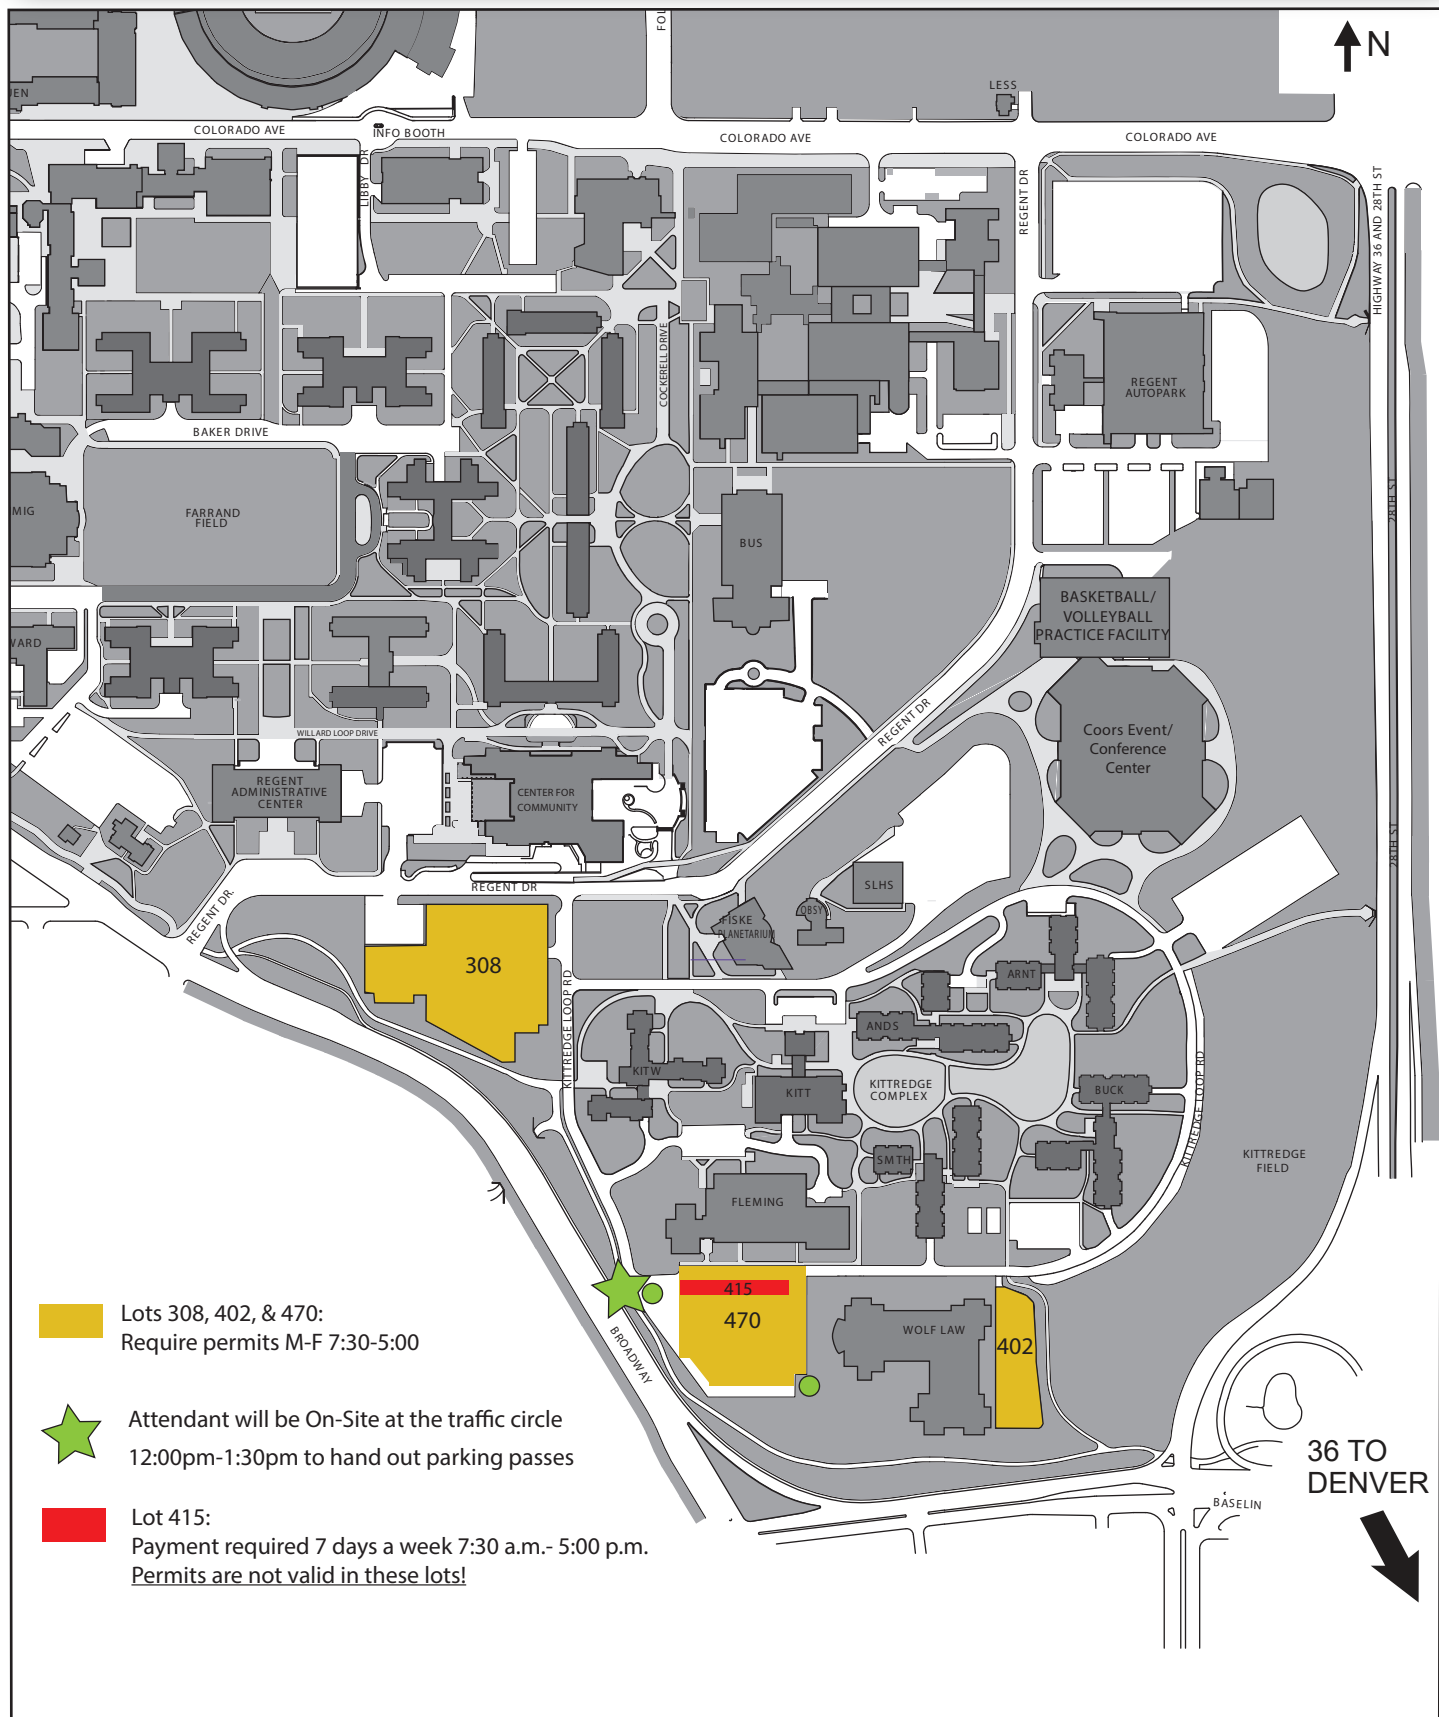 N
FOL
LESS
UEN
COLORADO AVE
INFO BOOTH
COLORADO AVE
COLORADO AVE
LIBBY DR
REGENT DR
HIGHWAY 36 AND 28TH ST
COCKERELL DRIVE
REGENT
AUTOPARK
BAKER DRIVE
FARRAND
FIELD
MIG
BUS
28TH ST
BASKETBALL/
VOLLEYBALL
PRACTICE FACILITY
WARD
WILLARD LOOP DRIVE
REGENT DR
Coors Event/
Conference
Center
REGENT
ADMINISTRATIVE
CENTER
CENTER FOR
COMMUNITY
28TH ST
REGENT DR
SLHS
REGENT DR.
FISKE
PLANETARIUM
OBSY
308
ARNT
KITTREDGE LOOP RD
ANDS
KITW
KITT
KITTREDGE
COMPLEX
BUCK
KITTREDGE LOOP RD
SMTH
KITTREDGE
FIELD
FLEMING
415
470
WOLF LAW
402
BROADWAY
Lots 308, 402, & 470:
Require permits M-F 7:30-5:00
Attendant will be On-Site at the traffic circle
12:00pm-1:30pm to hand out parking passes
36 TO
DENVER
BASELIN
Lot 415:
Payment required 7 days a week 7:30 a.m.- 5:00 p.m.
Permits are not valid in these lots!